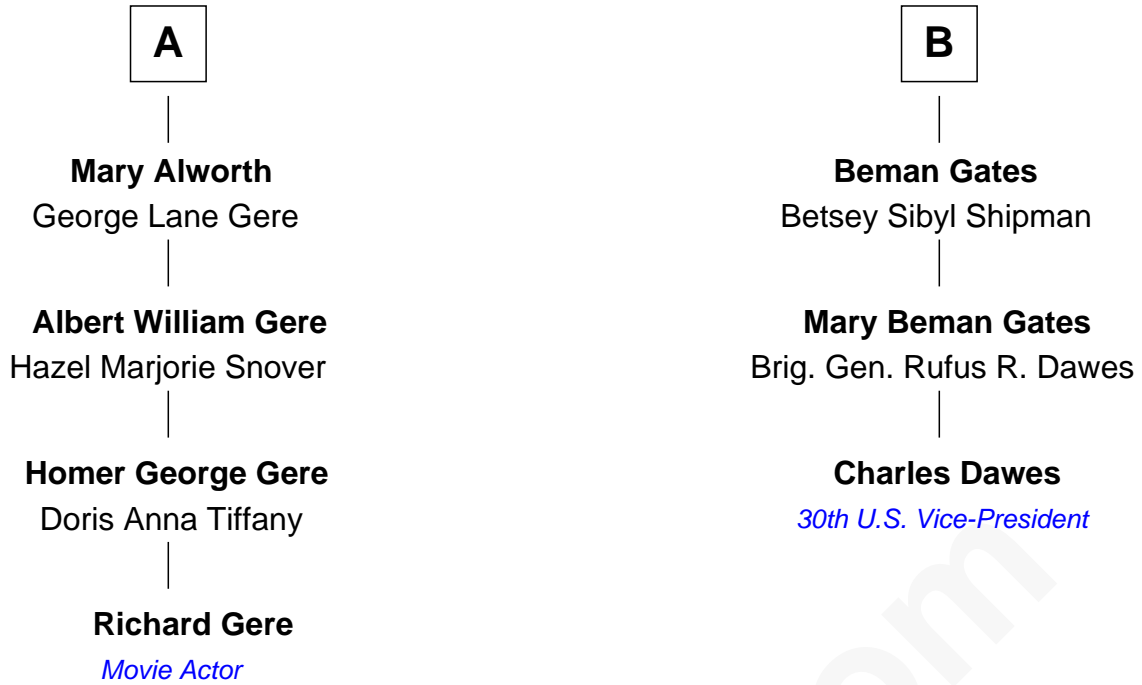 A
Mary Alworth
George Lane Gere
Albert William Gere
Hazel Marjorie Snover
Homer George Gere
Doris Anna Tiffany
Richard Gere
Movie Actor
B
Beman Gates
Betsey Sibyl Shipman
Mary Beman Gates
Brig. Gen. Rufus R. Dawes
Charles Dawes
30th U.S. Vice-President
om